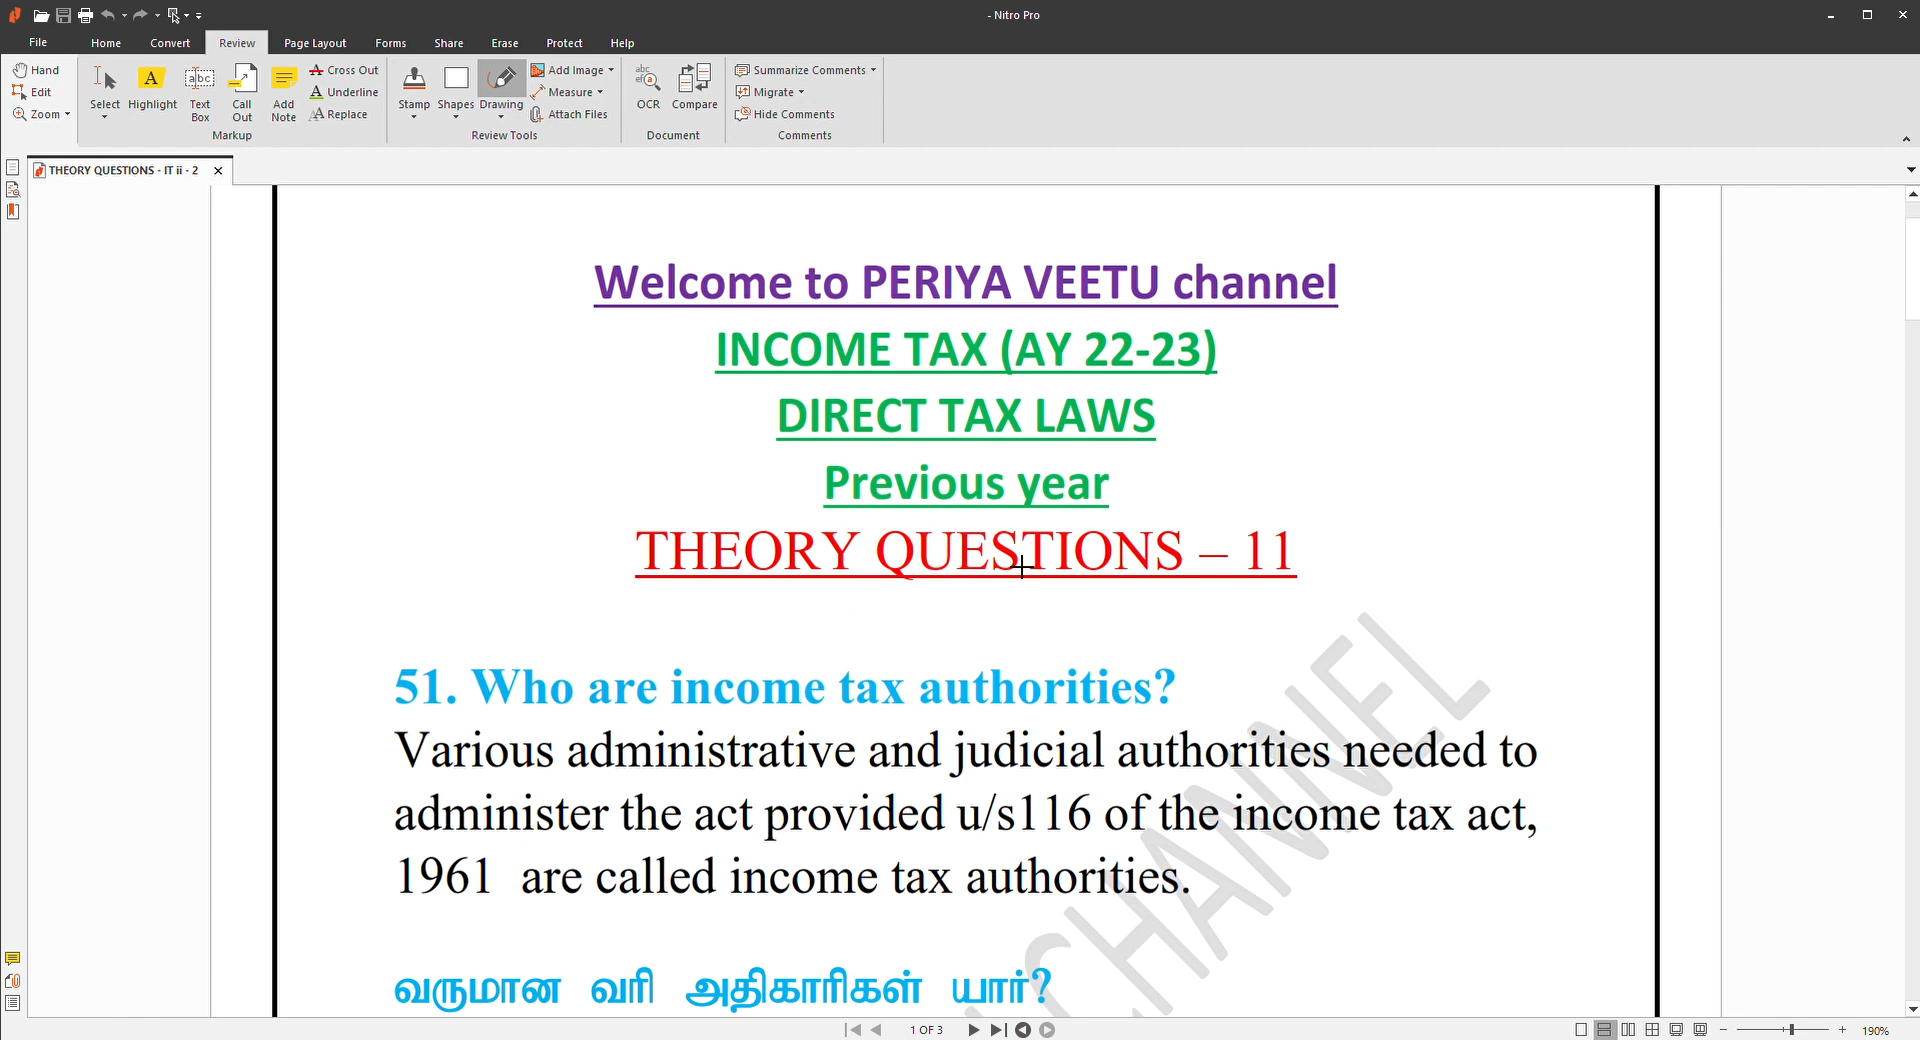 - Nitro Pro
File Home Convert Review Page Layout Forms Share Erase Protect Help
Hand
Edit
Zoom
Select
Highlight
Text Box
Call Out
Add Note
Cross Out
Underline
Replace
Markup
Stamp
Shapes
Drawing
Add Image
Measure
Attach Files
Review Tools
OCR
Compare
Document
Summarize Comments
Migrate
Hide Comments
Comments
THEORY QUESTIONS - IT ii - 2
Welcome to PERIYA VEETU channel
INCOME TAX (AY 22-23)
DIRECT TAX LAWS
Previous year
THEORY QUESTIONS – 11
51. Who are income tax authorities?
Various administrative and judicial authorities needed to
administer the act provided u/s116 of the income tax act,
1961 are called income tax authorities.
வருமான வரி அதிகாரிகள் யார்?
CHANNEL
1 OF 3
190%